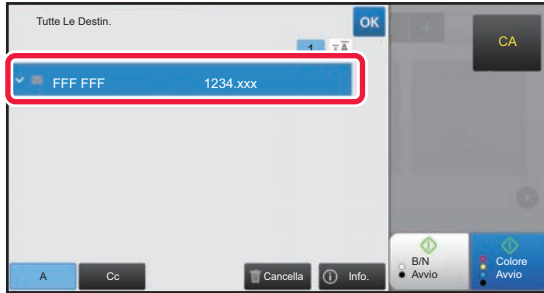 Tutte Le Destin.
OK
1
CA
FFF FFF 1234.xxx
A
Cc
Cancella
Info.
B/N
Avvio
Colore
Avvio